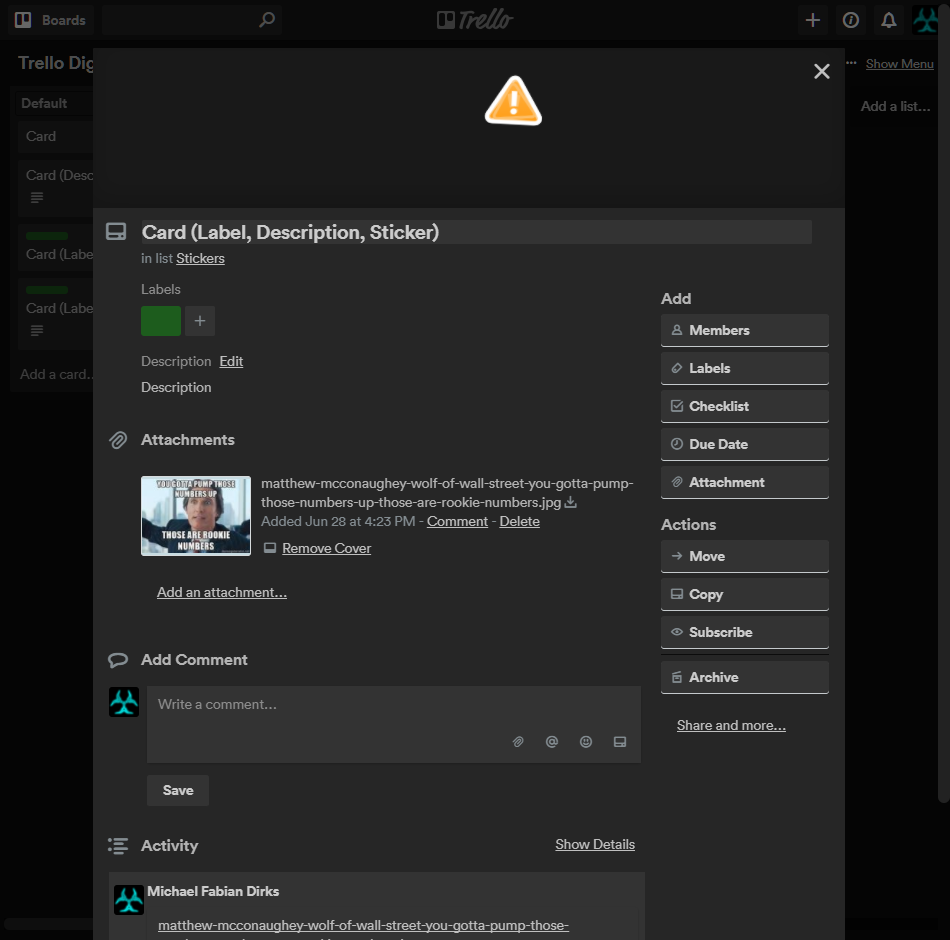 Boards
Trello
Trello Dig
Show Menu
Default
Add a list...
Card
Card (Desc
Card (Labe
Card (Labe
Add a card...
Card (Label, Description, Sticker)
in list Stickers
Labels
Description Edit
Description
Attachments
YOU GOTTA PUMP THOSE
NUMBERS UP
THOSE ARE ROOKIE
NUMBERS
matthew-mcconaughey-wolf-of-wall-street-you-gotta-pump-
those-numbers-up-those-are-rookie-numbers.jpg
Added Jun 28 at 4:23 PM - Comment - Delete
Remove Cover
Add an attachment...
Add Comment
Write a comment...
Save
Activity
Show Details
Michael Fabian Dirks
matthew-mcconaughey-wolf-of-wall-street-you-gotta-pump-those-
Add
Members
Labels
Checklist
Due Date
Attachment
Actions
Move
Copy
Subscribe
Archive
Share and more...